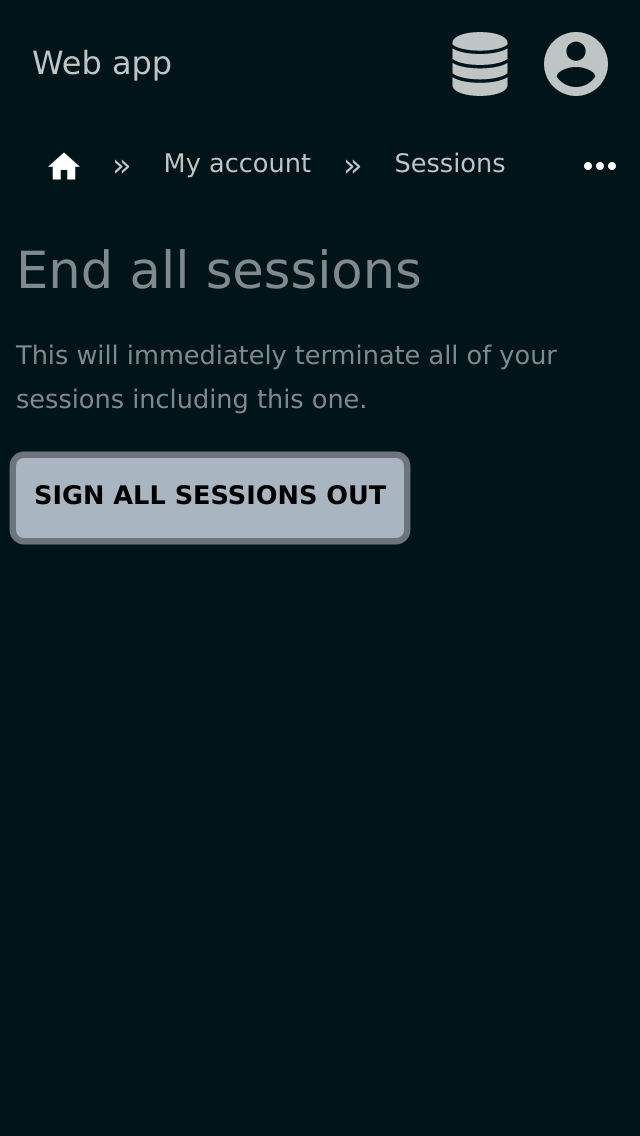 Web app
» My account » Sessions
End all sessions
This will immediately terminate all of your
sessions including this one.
SIGN ALL SESSIONS OUT